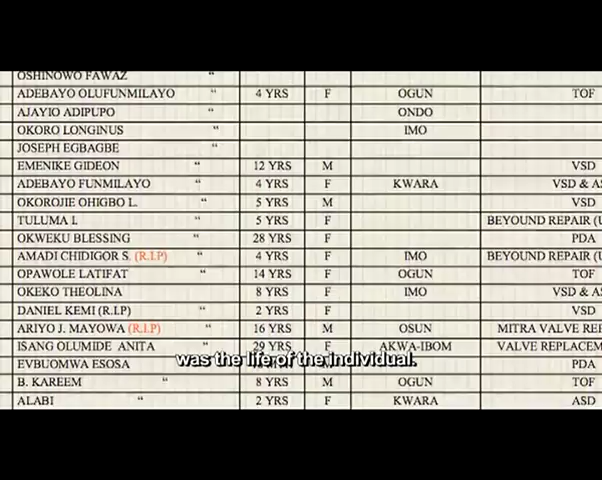 OSHINOWO FAWAZ “
ADEBAYO OLUFUNMILAYO “ 4 YRS F OGUN TOF
AJAYIO ADIPUPO “ ONDO
OKORO LONGINUS “ IMO
JOSEPH EGBAGBE “
EMENIKE GIDEON “ 12 YRS M VSD
ADEBAYO FUNMILAYO “ 4 YRS F KWARA VSD & AS
OKOROJIE OHIGBO L. “ 5 YRS M VSD
TULUMA I. “ 5 YRS F BEYOUND REPAIR (U
OKWEKU BLESSING “ 28 YRS F PDA
AMADI CHIDIGOR S. (R.I.P) “ 4 YRS F IMO BEYOUND REPAIR (U
OPAWOLE LATIFAT “ 14 YRS F OGUN TOF
OKEKO THEOLINA 8 YRS F IMO VSD & AS
DANIEL KEMI (R.I.P) “ 2 YRS F VSD
ARIYO J. MAYOWA (R.I.P) “ 16 YRS M OSUN MITRA VALVE REP
ISANG OLUMIDE ANITA “ 29 YRS F AKWA-IBOM VALVE REPLACEM
was the life of the individual.
EVBUOMWA ESOSA PDA
B. KAREEM “ 8 YRS M OGUN TOF
ALABI “ 2 YRS F KWARA ASD